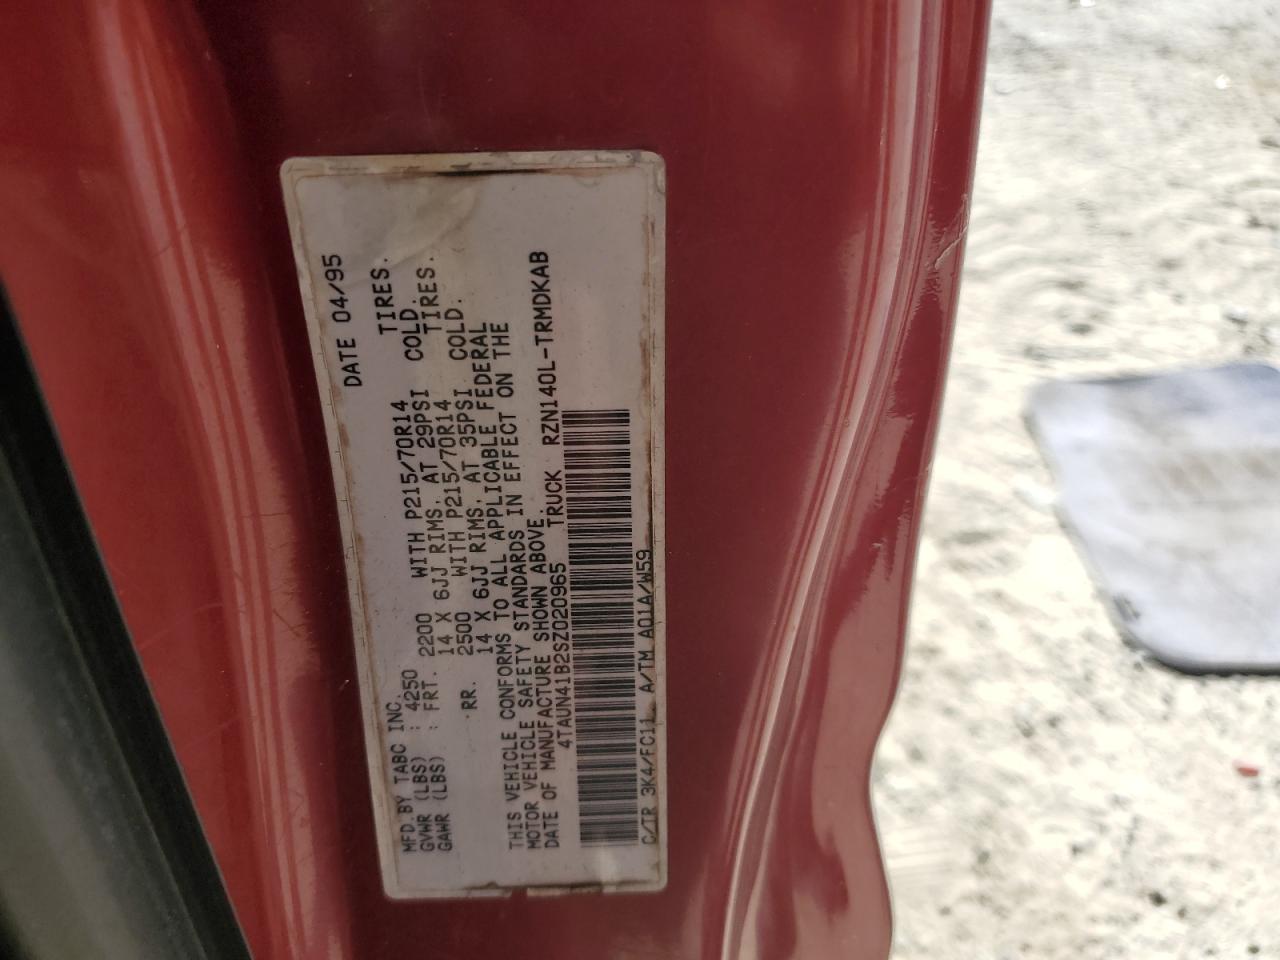 MFD.BY TABC INC. DATE 04/95
GVWR (LBS) : 4250
GAWR (LBS) : FRT. 2200 WITH P215/70R14 TIRES.
14 X 6JJ RIMS, AT 29PSI COLD.
RR. 2500 WITH P215/70R14 TIRES.
14 X 6JJ RIMS, AT 35PSI COLD.
THIS VEHICLE CONFORMS TO ALL APPLICABLE FEDERAL
MOTOR VEHICLE SAFETY STANDARDS IN EFFECT ON THE
DATE OF MANUFACTURE SHOWN ABOVE.
4TAUN41B2SZ020965 TRUCK RZN140L-TRMDKAB
C/TR 3K4/FC11 A/TM A01A/W59